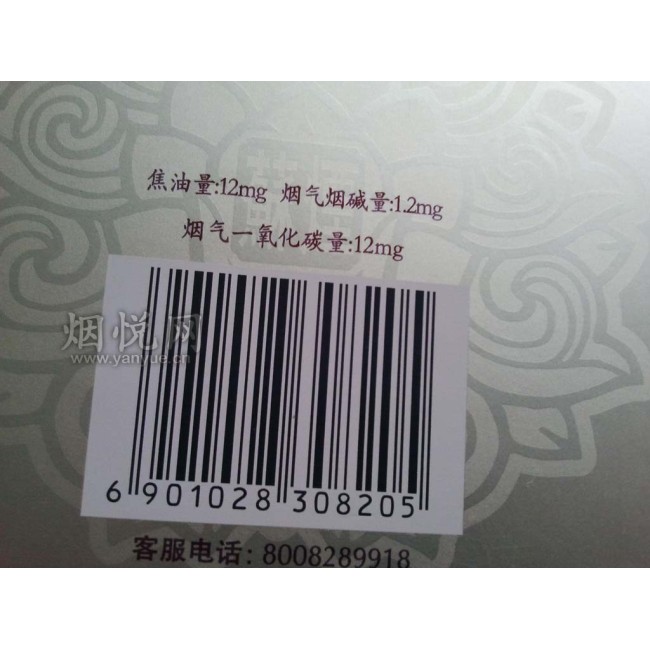 焦油量:12mg 烟气烟碱量:1.2mg
烟气一氧化碳量:12mg
烟悦网
www.yanyue.cn
6 901028 308205
客服电话: 8008289918